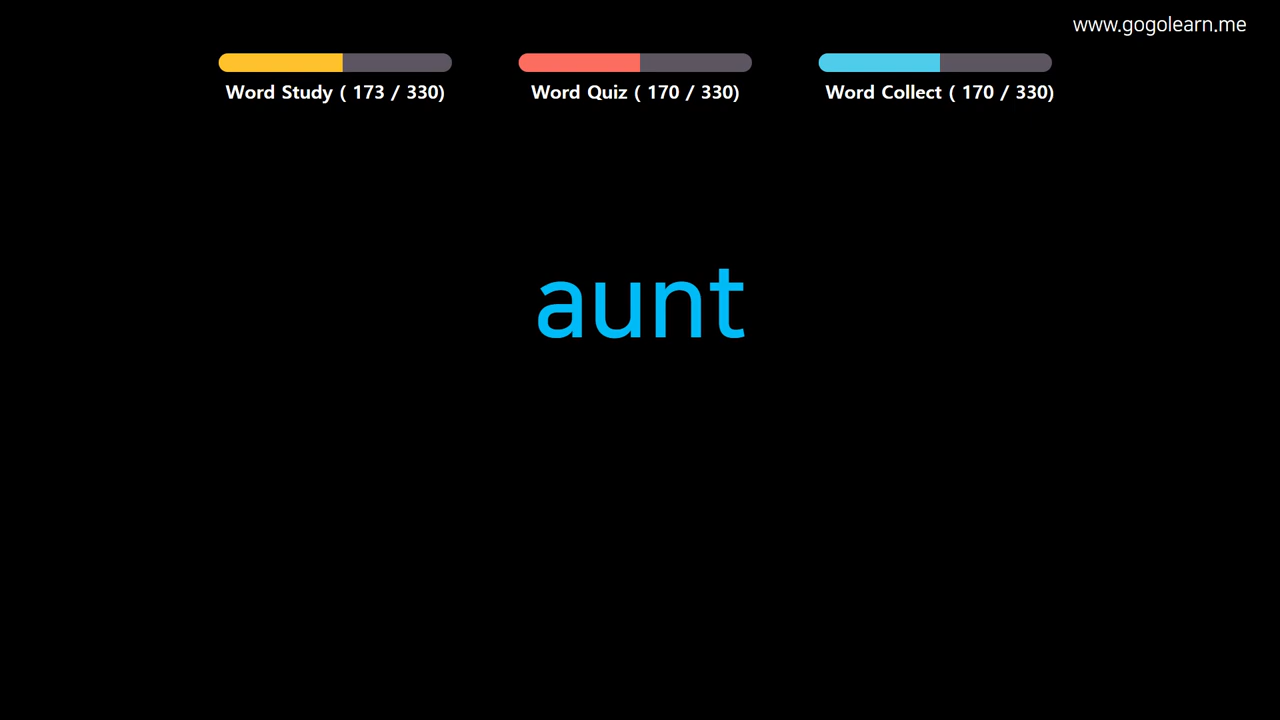 www.gogolearn.me
Word Study ( 173 / 330)
Word Quiz ( 170 / 330)
Word Collect ( 170 / 330)
aunt